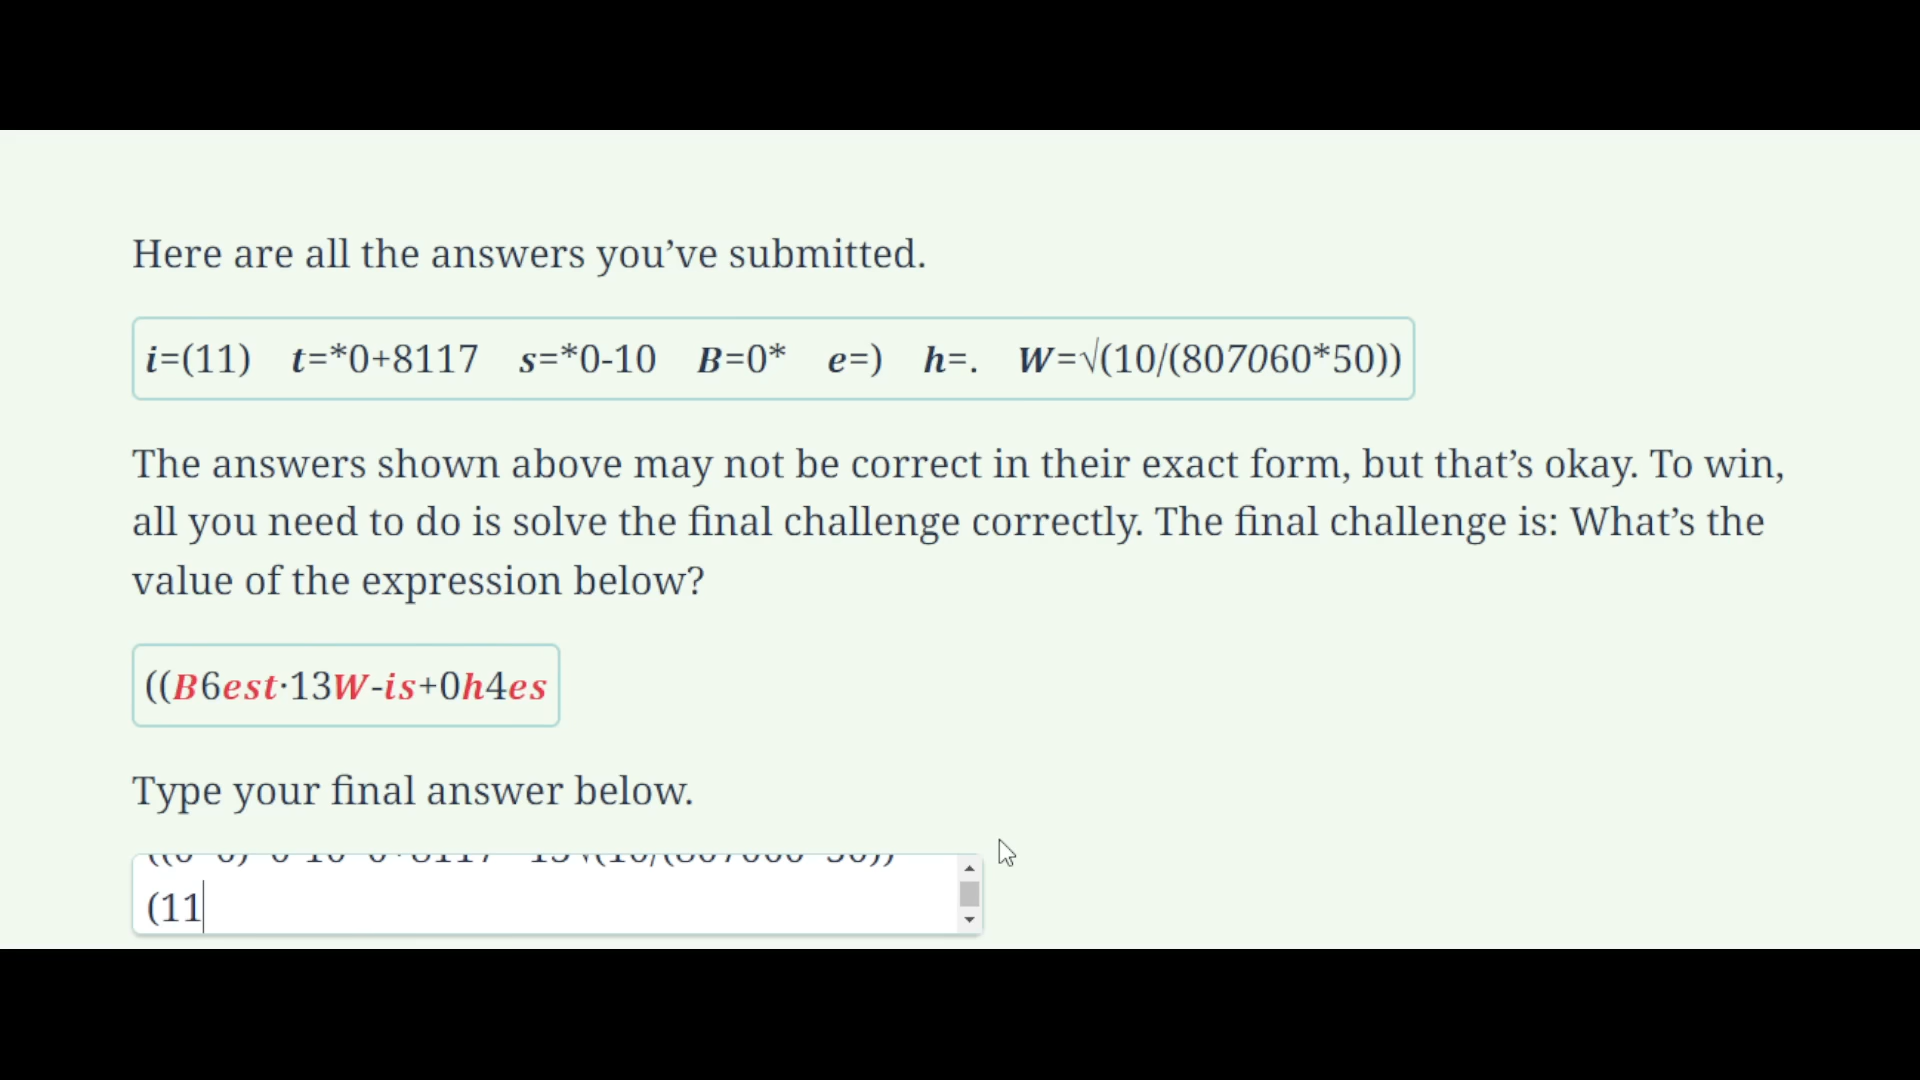 Here are all the answers you’ve submitted.
i=(11) t=*0+8117 s=*0-10 B=0* e=) h=. W=√(10/(807060*50))
The answers shown above may not be correct in their exact form, but that’s okay. To win,
all you need to do is solve the final challenge correctly. The final challenge is: What’s the
value of the expression below?
((B6est·13W-is+0h4es
Type your final answer below.
(11